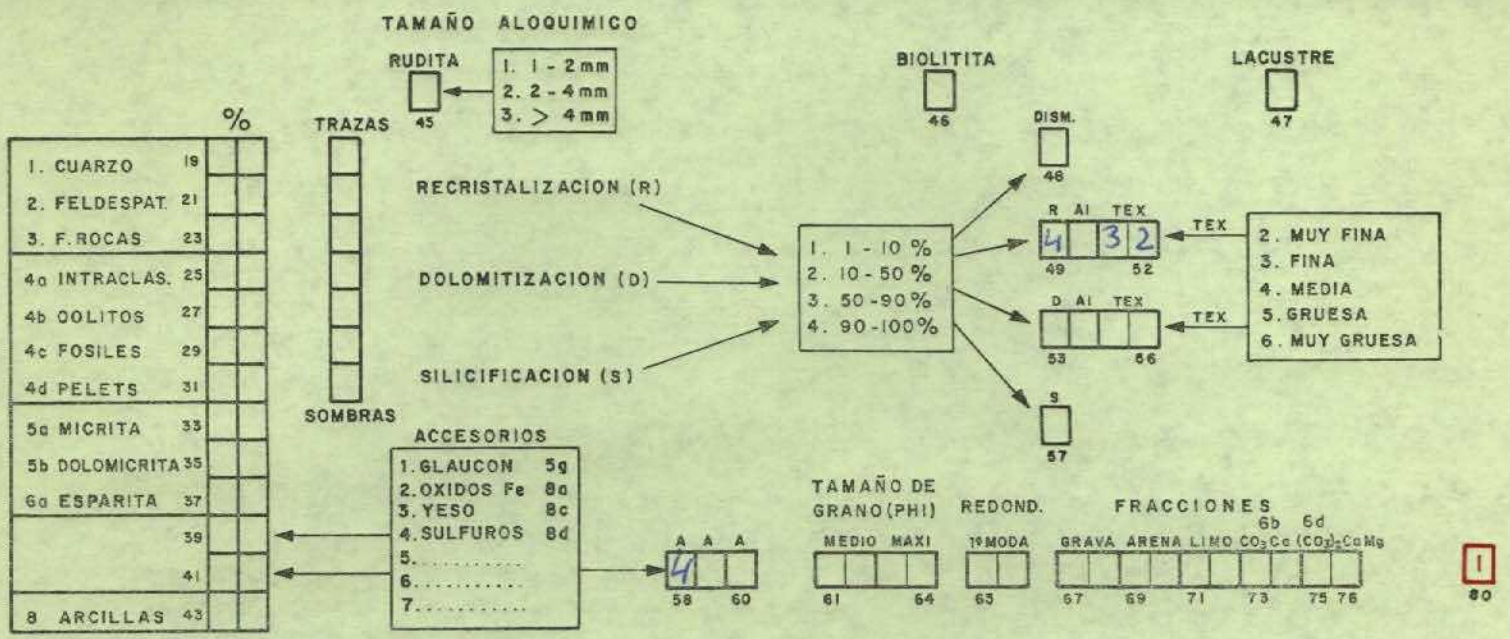 TAMAÑO ALOQUIMICO
RUDITA
45
1. 1 - 2mm
2. 2 - 4 mm
3. > 4mm
BIOLITITA
46
LACUSTRE
47
%
1. CUARZO 19
2. FELDESPAT. 21
3. F. ROCAS 23
4a INTRACLAS. 25
4b OOLITOS 27
4c FOSILES 29
4d PELETS 31
5a MICRITA 33
5b DOLOMICRITA 35
6a ESPARITA 37
39
41
8 ARCILLAS 43
TRAZAS
SOMBRAS
RECRISTALIZACION (R)
DOLOMITIZACION (D)
SILICIFICACION (S)
1. 1 - 10 %
2. 10 - 50 %
3. 50 - 90 %
4. 90 - 100%
DISM.
48
R AI TEX
4 3 2
49 52
TEX
D AI TEX
53 56
TEX
2. MUY FINA
3. FINA
4. MEDIA
5. GRUESA
6. MUY GRUESA
S
57
ACCESORIOS
1. GLAUCON 5g
2. OXIDOS Fe 8a
3. YESO 8c
4. SULFUROS 8d
5...........
6...........
7...........
A A A
4
58 60
TAMAÑO DE
GRANO (PHI)
MEDIO MAXI
61 64
REDOND.
1º MODA
65
FRACCIONES
6b 6d
GRAVA ARENA LIMO CO₃Ca (CO₃)₂CaMg
67 69 71 73 75 76
1
80